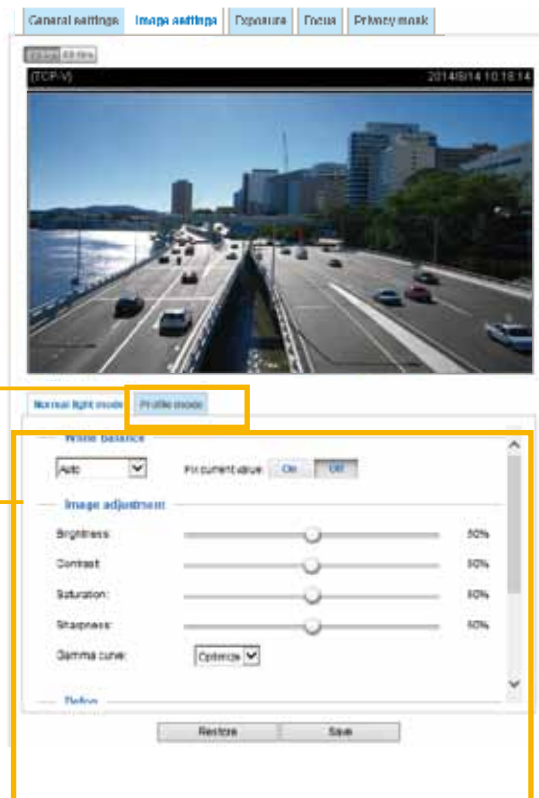 General settings Image settings Exposure Focus Privacy mask
(TCP-V) 2014/8/14 10:18:14
Normal light mode Profile mode
White balance
Auto Fix current value: On Off
Image adjustment
Brightness: 50%
Contrast: 50%
Saturation: 50%
Sharpness: 50%
Gamma curve: Optimize
Defog
Restore Save